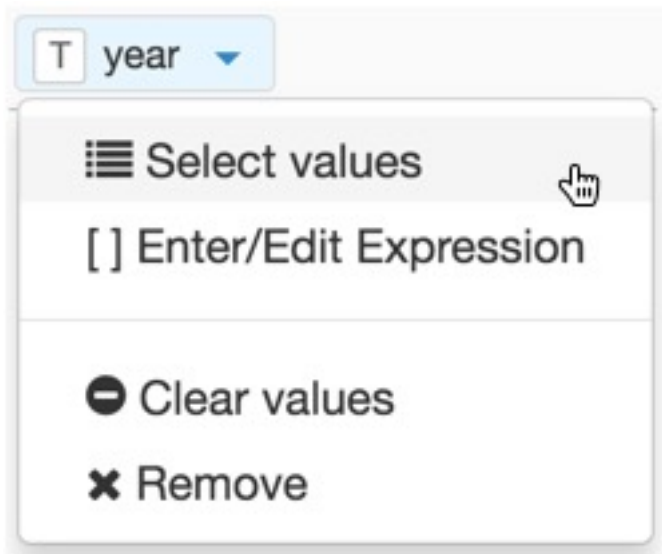 T year
Select values
[ ] Enter/Edit Expression
Clear values
Remove